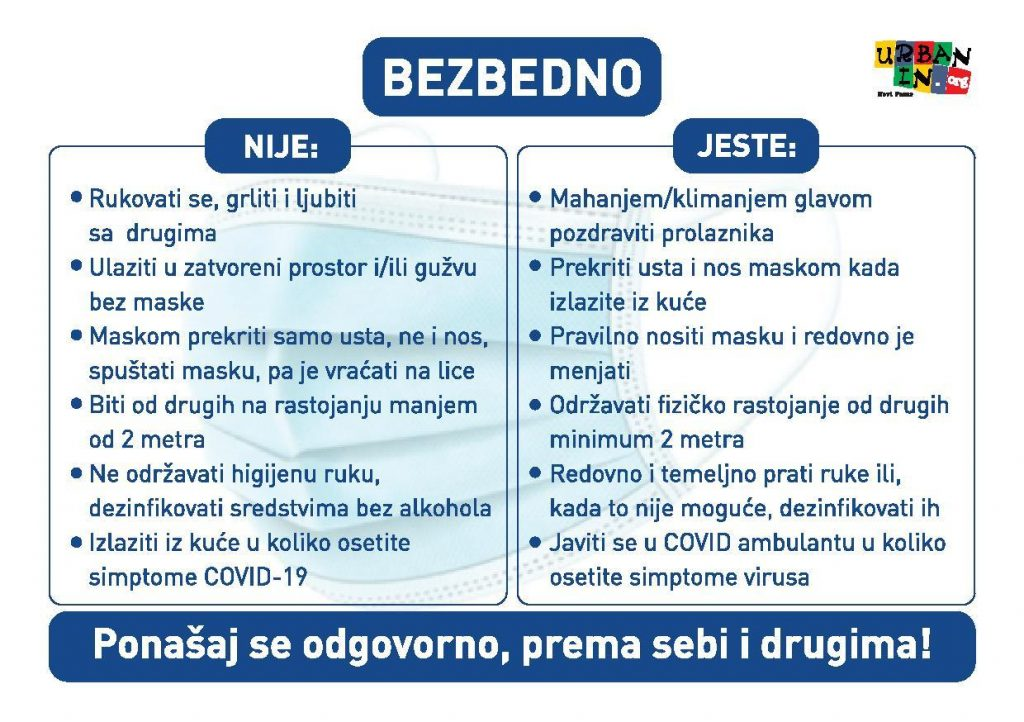 BEZBEDNO
URBAN
IN.org
Novi Pazar
NIJE:
• Rukovati se, grliti i ljubiti
sa drugima
• Ulaziti u zatvoreni prostor i/ili gužvu
bez maske
• Maskom prekriti samo usta, ne i nos,
spuštati masku, pa je vraćati na lice
• Biti od drugih na rastojanju manjem
od 2 metra
• Ne održavati higijenu ruku,
dezinfikovati sredstvima bez alkohola
• Izlaziti iz kuće u koliko osetite
simptome COVID-19
JESTE:
• Mahanjem/klimanjem glavom
pozdraviti prolaznika
• Prekriti usta i nos maskom kada
izlazite iz kuće
• Pravilno nositi masku i redovno je
menjati
• Održavati fizičko rastojanje od drugih
minimum 2 metra
• Redovno i temeljno prati ruke ili,
kada to nije moguće, dezinfikovati ih
• Javiti se u COVID ambulantu u koliko
osetite simptome virusa
Ponašaj se odgovorno, prema sebi i drugima!